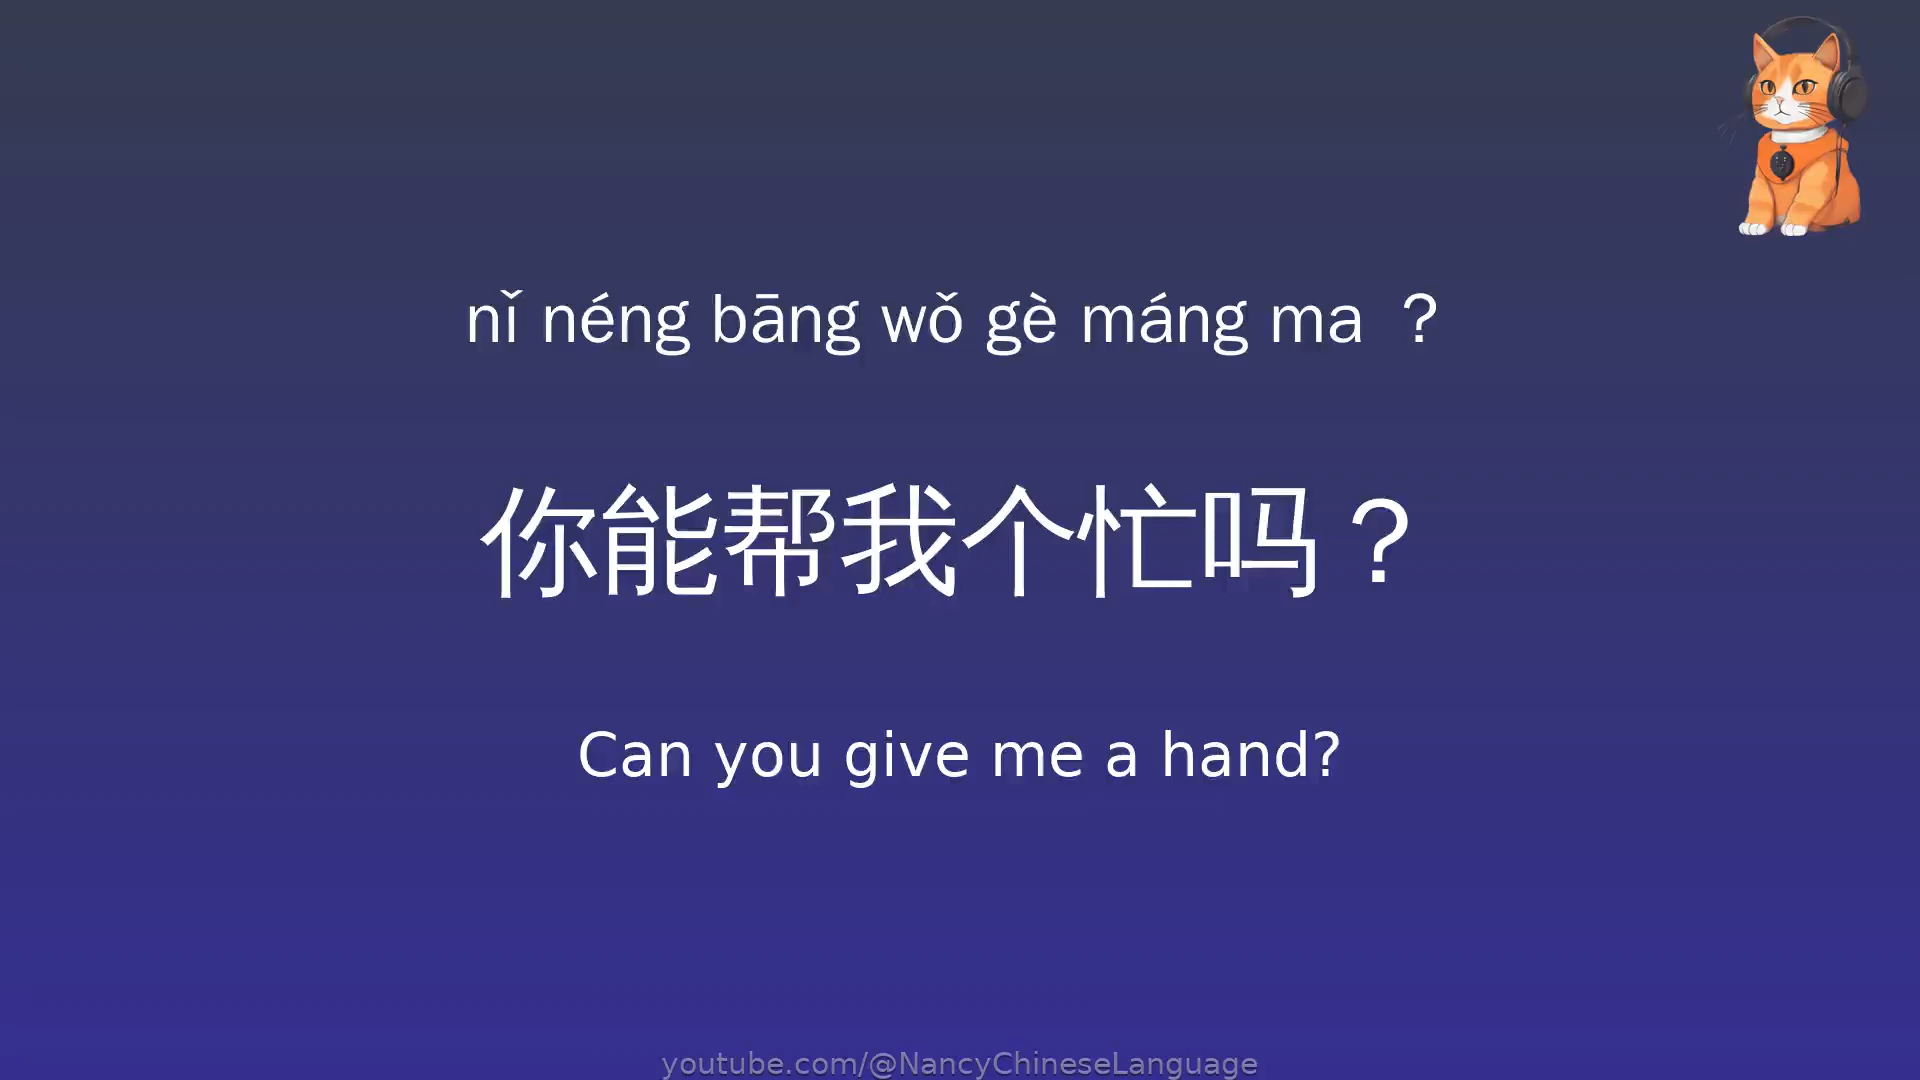 nǐ néng bāng wǒ gè máng ma ？
你能帮我个忙吗？
Can you give me a hand?
youtube.com/@NancyChineseLanguage